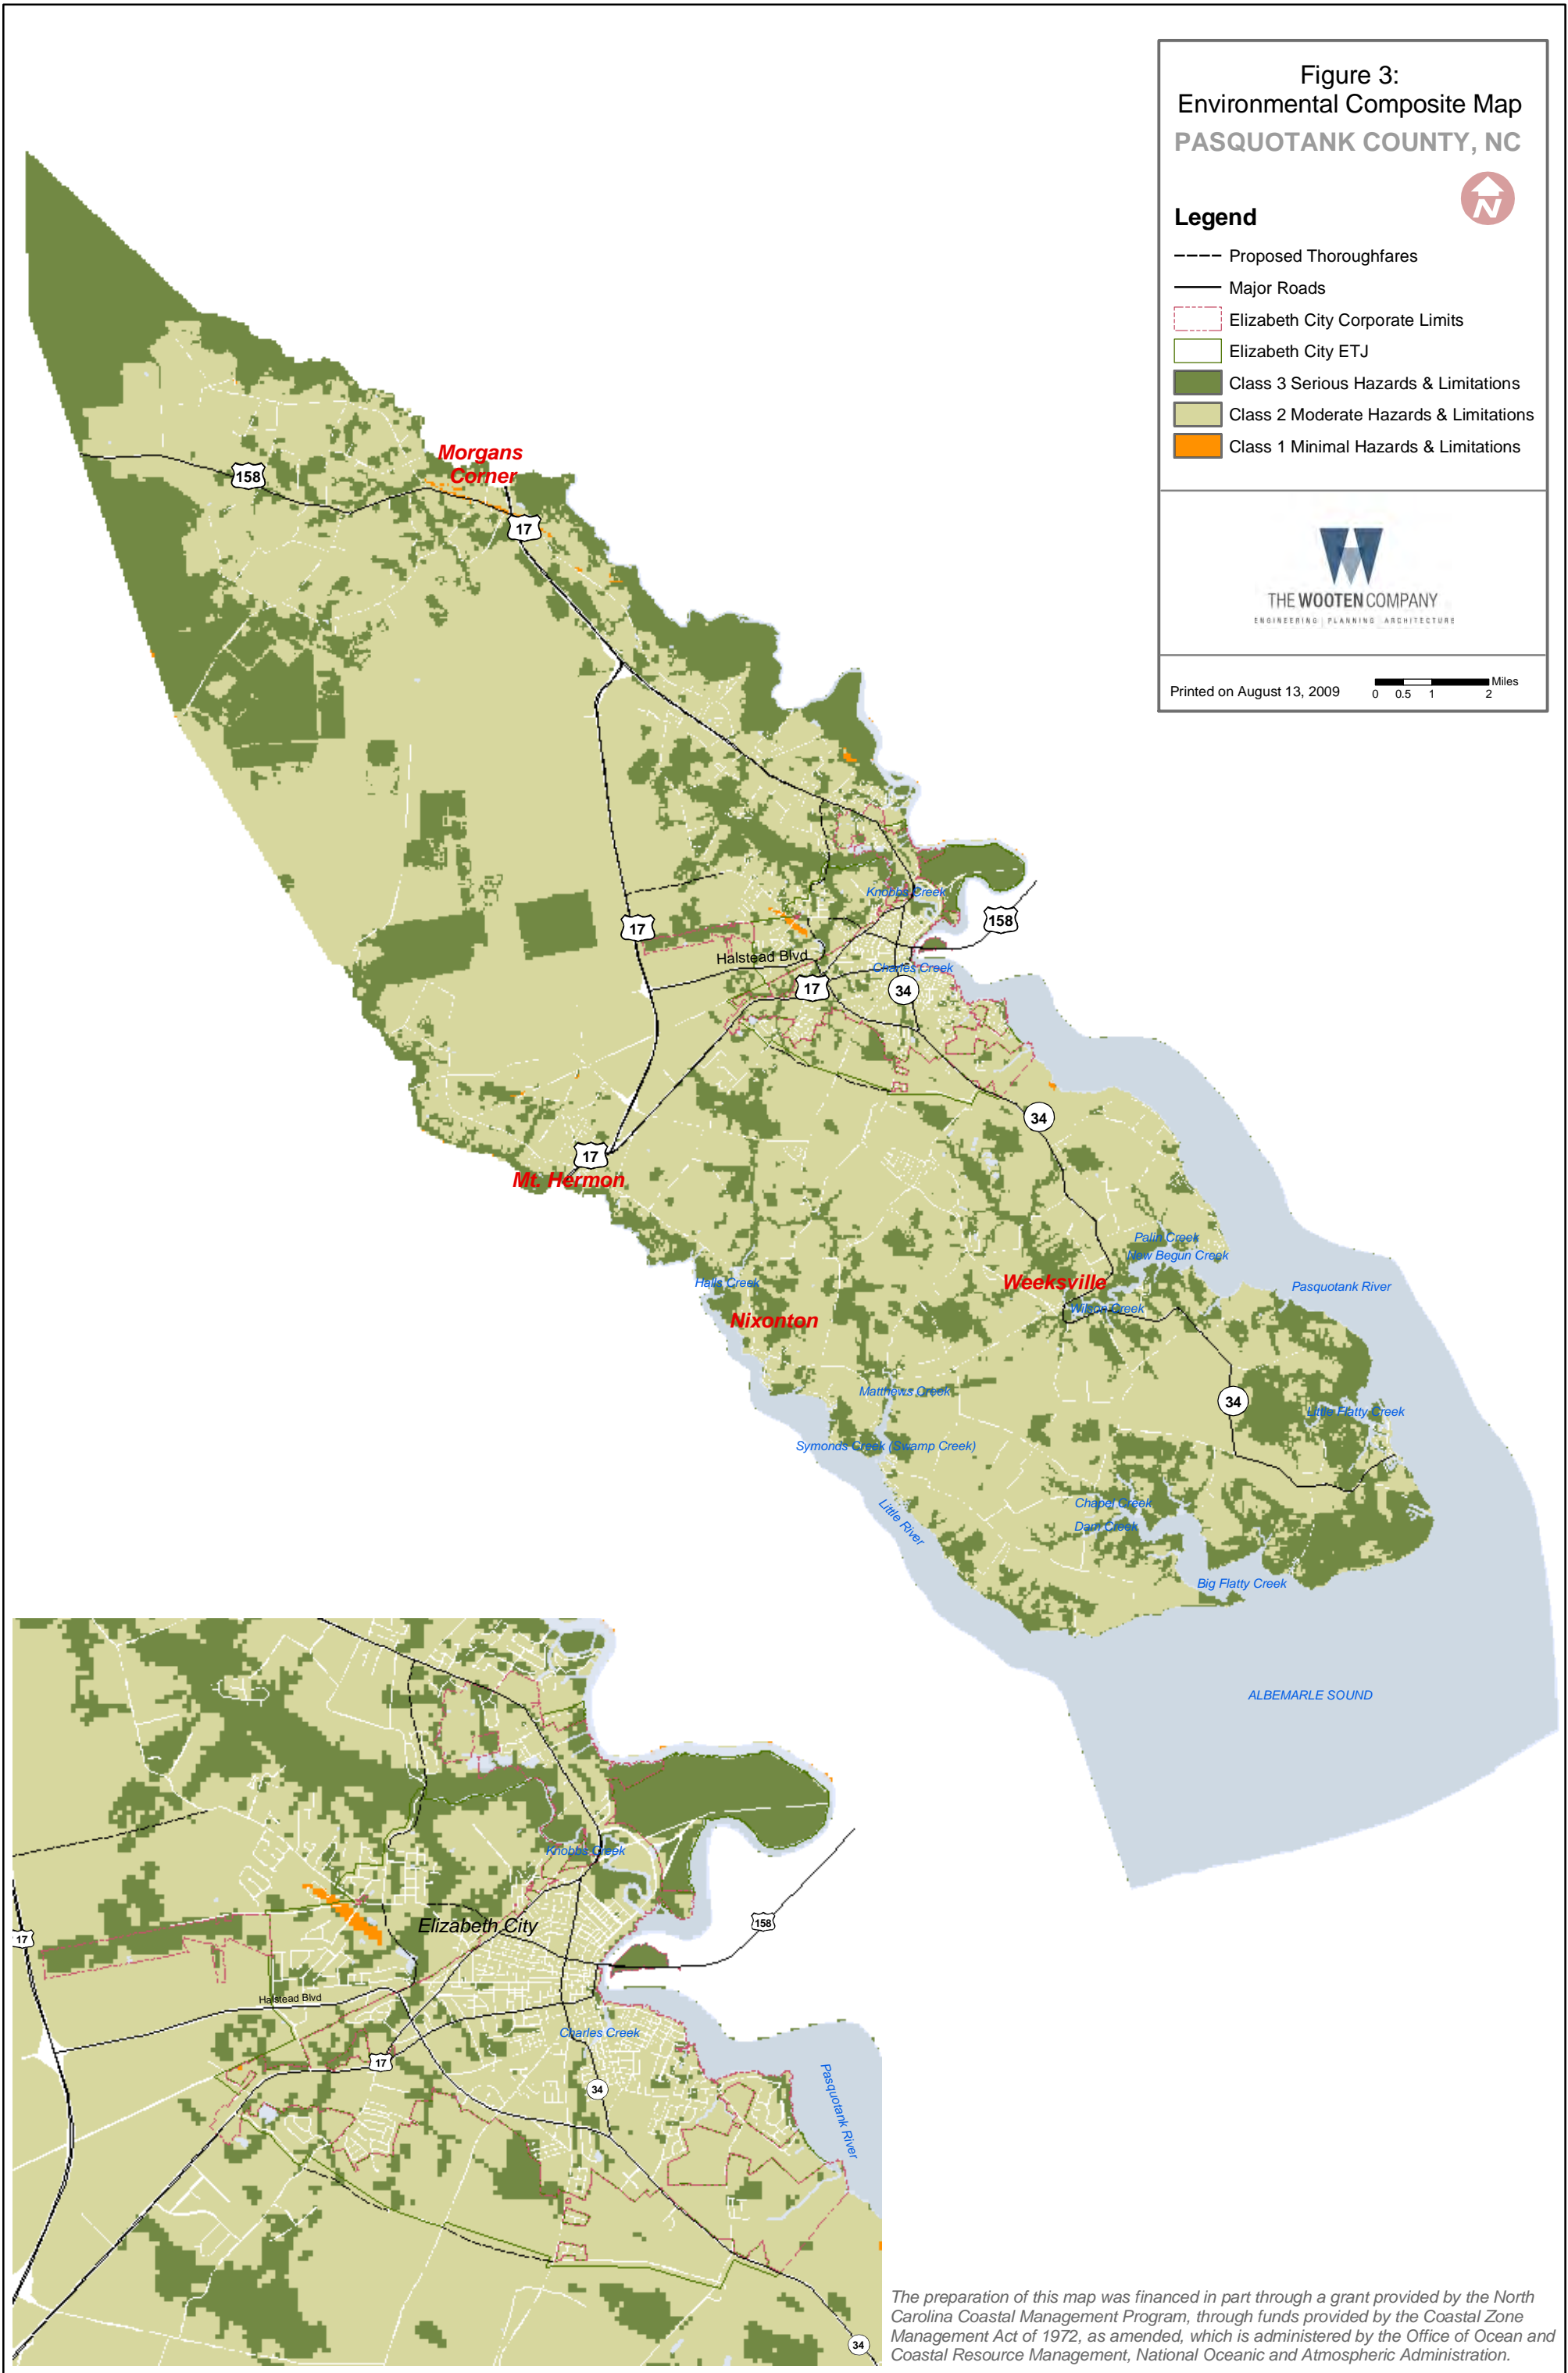 Figure 3:
Environmental Composite Map
PASQUOTANK COUNTY, NC
N
Legend
Proposed Thoroughfares
Major Roads
Elizabeth City Corporate Limits
Elizabeth City ETJ
Class 3 Serious Hazards & Limitations
Class 2 Moderate Hazards & Limitations
Class 1 Minimal Hazards & Limitations
THE WOOTEN COMPANY
ENGINEERING | PLANNING | ARCHITECTURE
Printed on August 13, 2009
Miles
0 0.5 1 2
Morgans
Corner
158
17
Knobbs Creek
158
17
Halstead Blvd
Charles Creek
17
34
34
17
Mt. Hermon
Palin Creek
New Begun Creek
Halls Creek
Weeksville
Pasquotank River
Wilson Creek
Nixonton
Matthews Creek
34
Little Flatty Creek
Symonds Creek (Swamp Creek)
Chapel Creek
Little River
Dam Creek
Big Flatty Creek
ALBEMARLE SOUND
Knobbs Creek
Elizabeth City
158
17
Halstead Blvd
Charles Creek
17
34
Pasquotank River
34
The preparation of this map was financed in part through a grant provided by the North
Carolina Coastal Management Program, through funds provided by the Coastal Zone
Management Act of 1972, as amended, which is administered by the Office of Ocean and
Coastal Resource Management, National Oceanic and Atmospheric Administration.